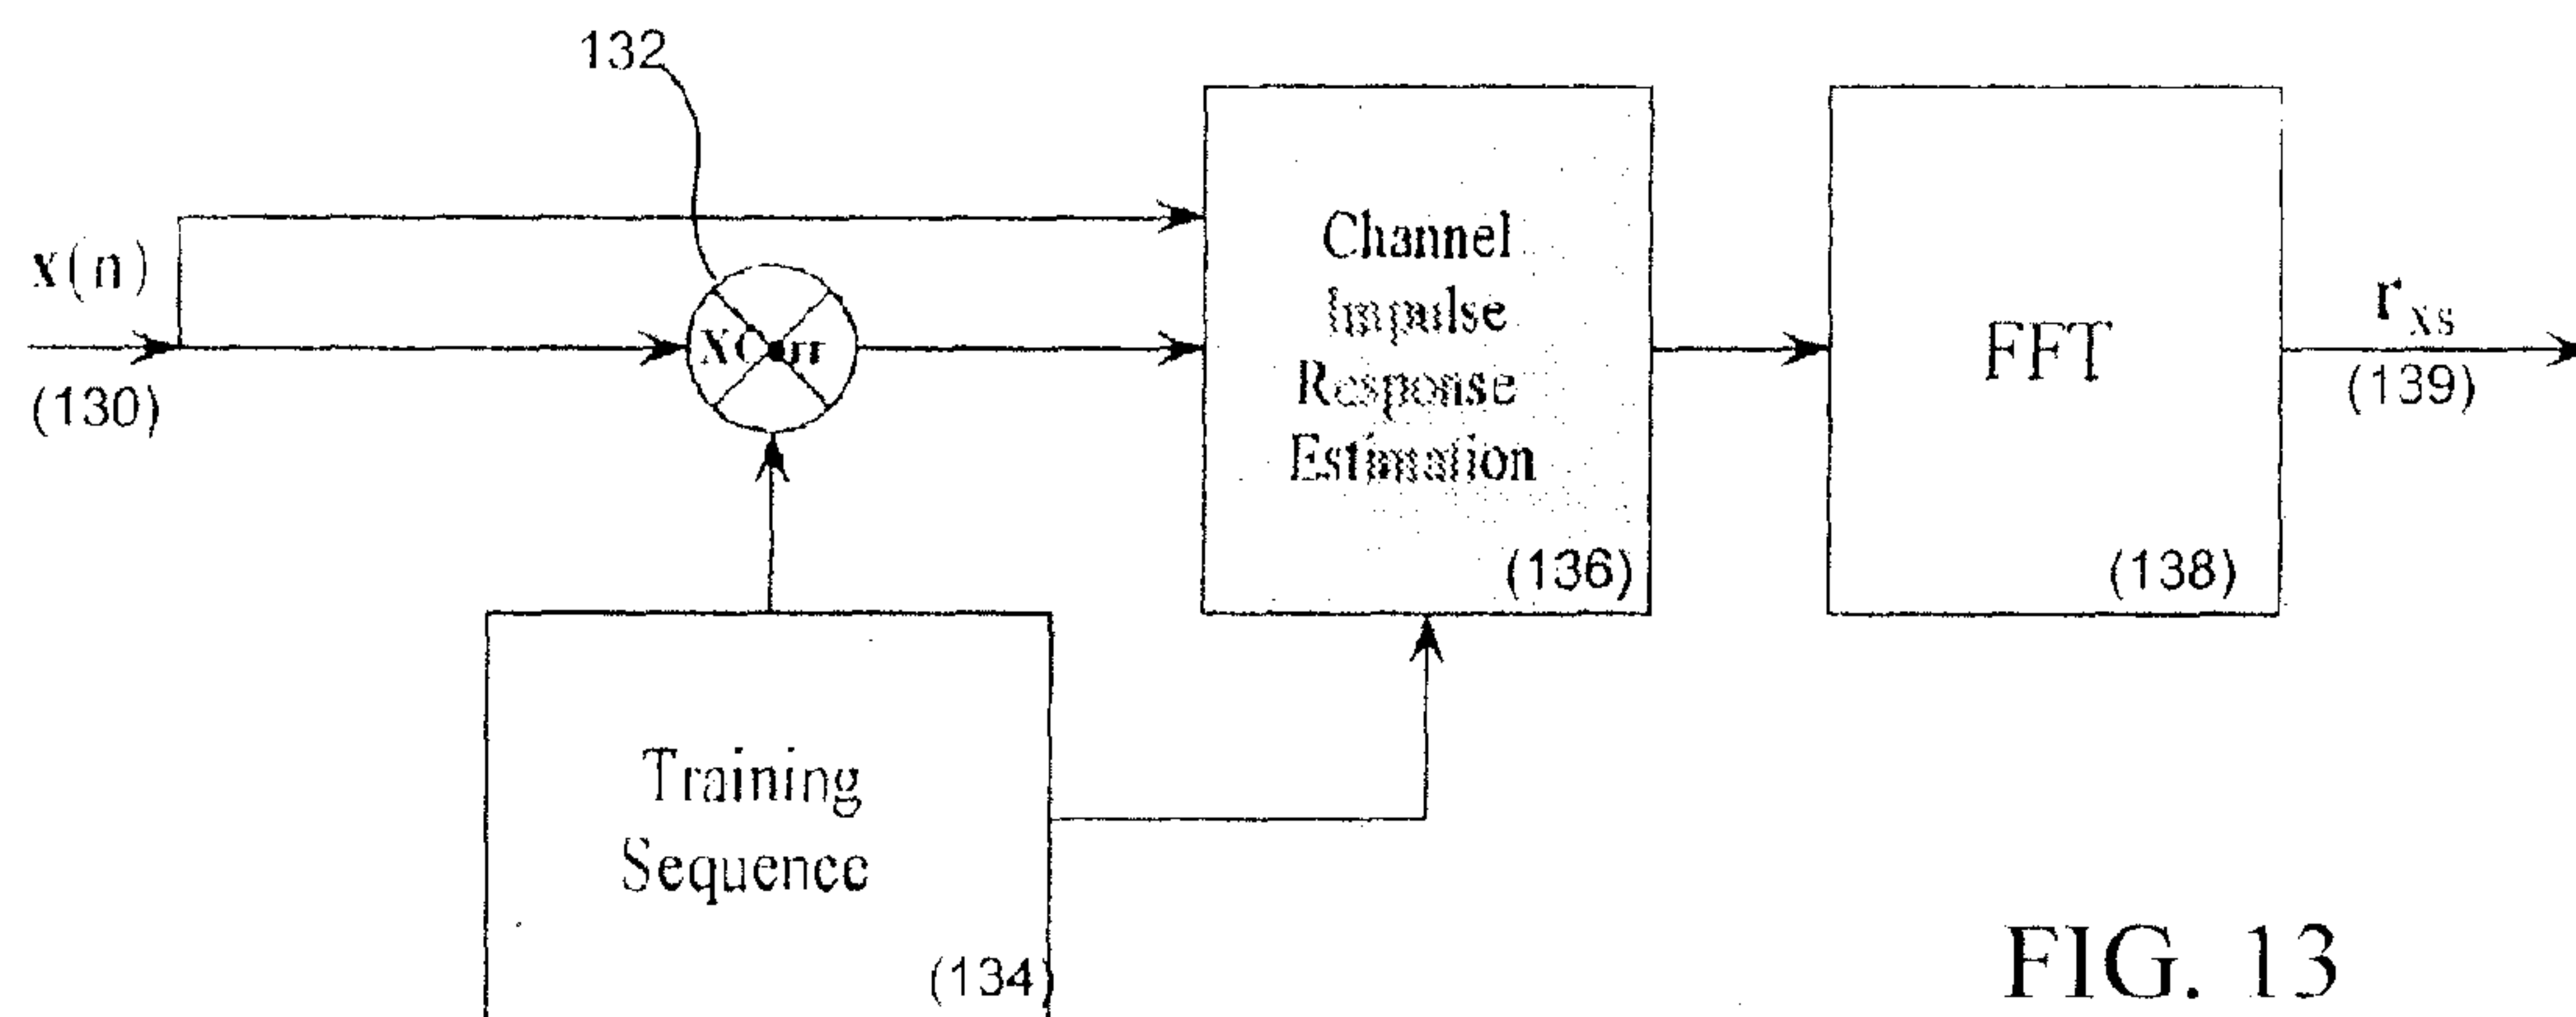 132
x(n)
(130)
XCorr
Channel
Impulse
Response
Estimation
(136)
FFT
(138)
r_xs
(139)
Training
Sequence
(134)
FIG. 13